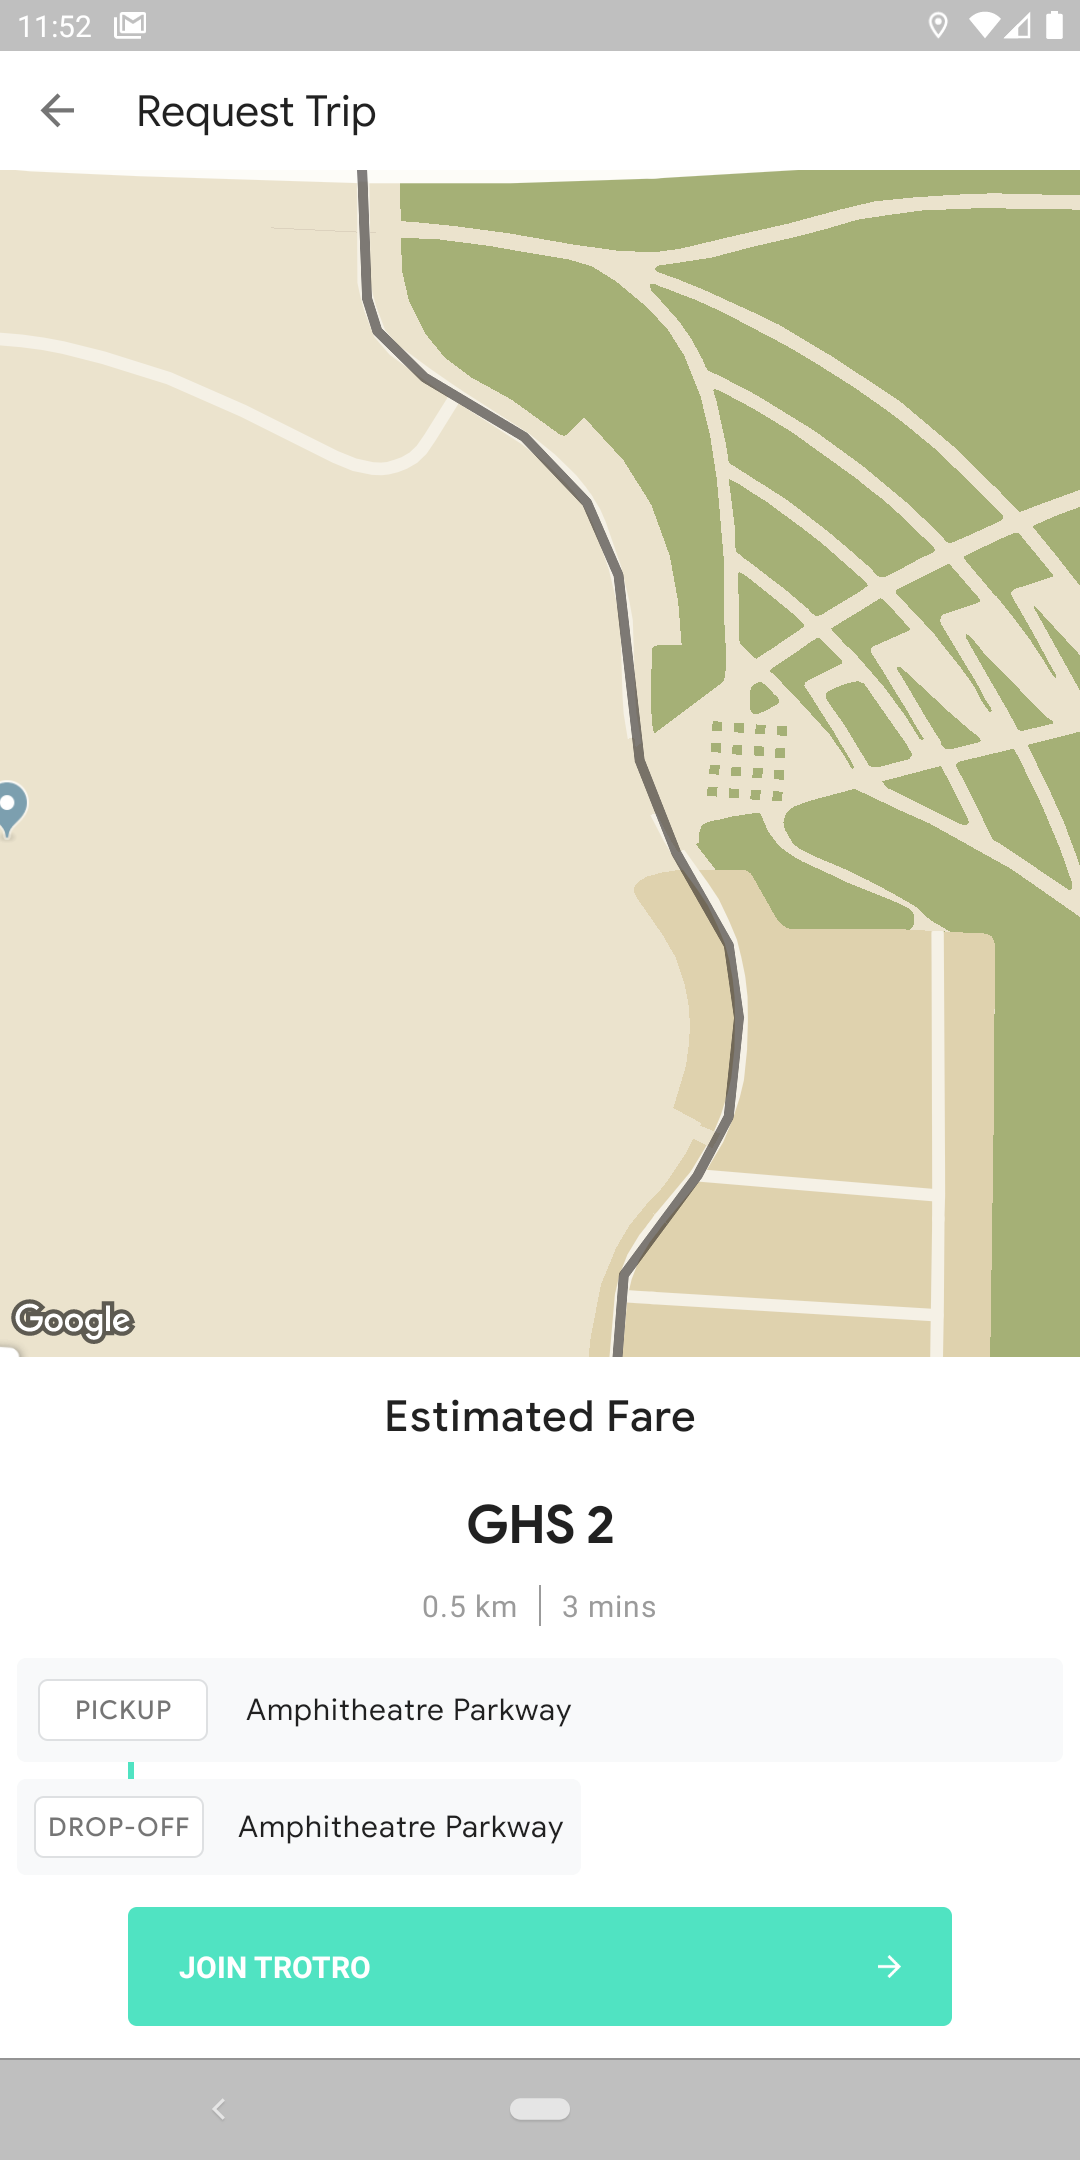 11:52
Request Trip
Google
Estimated Fare
GHS 2
0.5 km | 3 mins
PICKUP Amphitheatre Parkway
DROP-OFF Amphitheatre Parkway
JOIN TROTRO